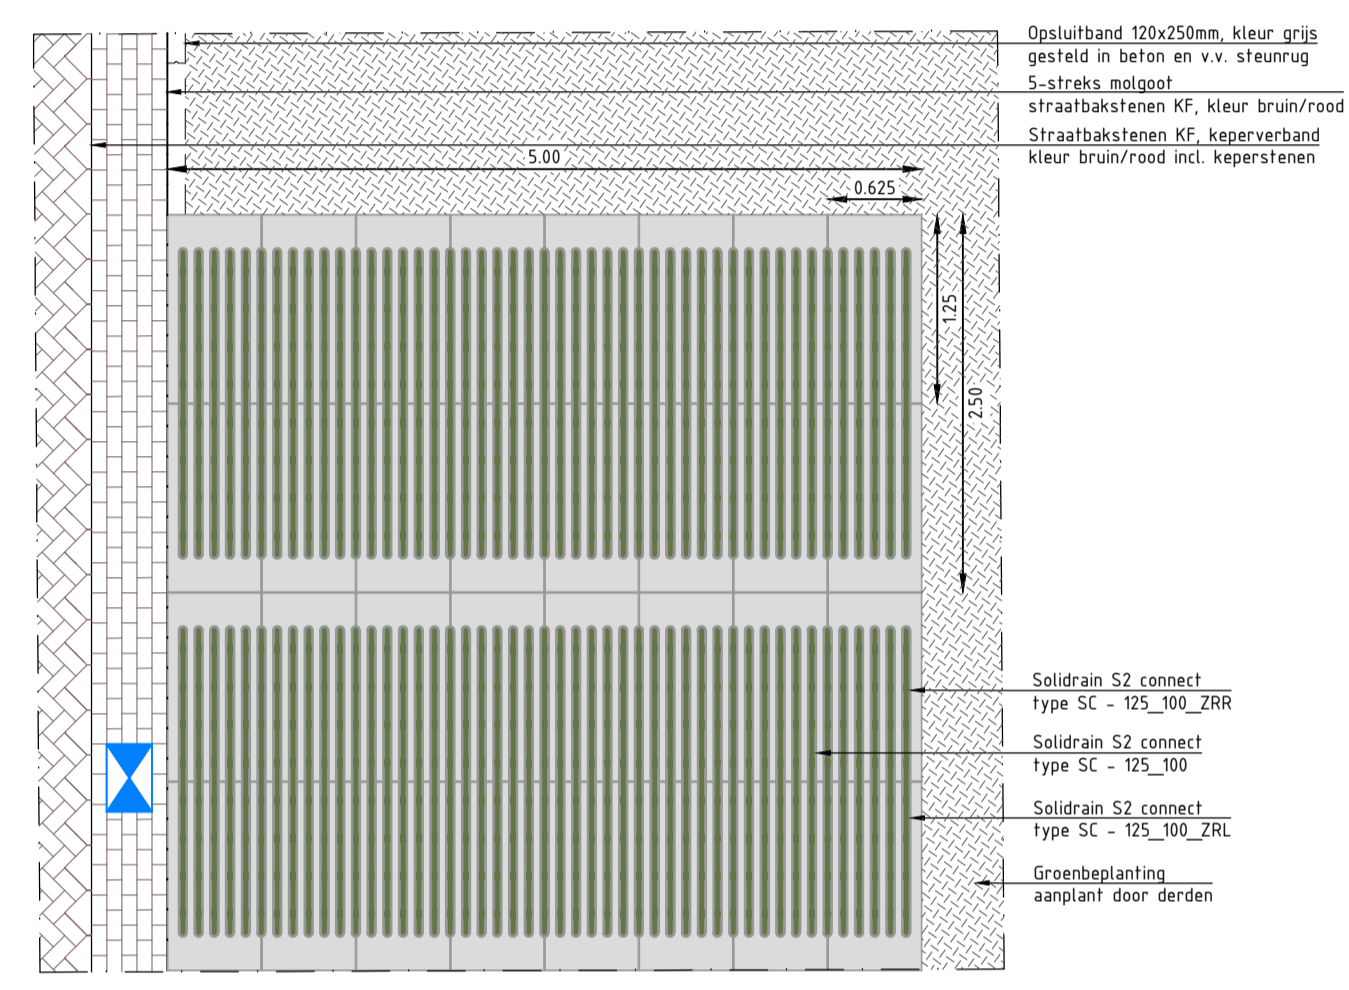 Opsluitband 120x250mm, kleur grijs
gesteld in beton en v.v. steunrug
5-streks molgoot
straatbakstenen KF, kleur bruin/rood
Straatbakstenen KF, keperverband
kleur bruin/rood incl. keperstenen
5.00
0.625
1.25
2.50
Solidrain S2 connect
type SC - 125_100_ZRR
Solidrain S2 connect
type SC - 125_100
Solidrain S2 connect
type SC - 125_100_ZRL
Groenbeplanting
aanplant door derden